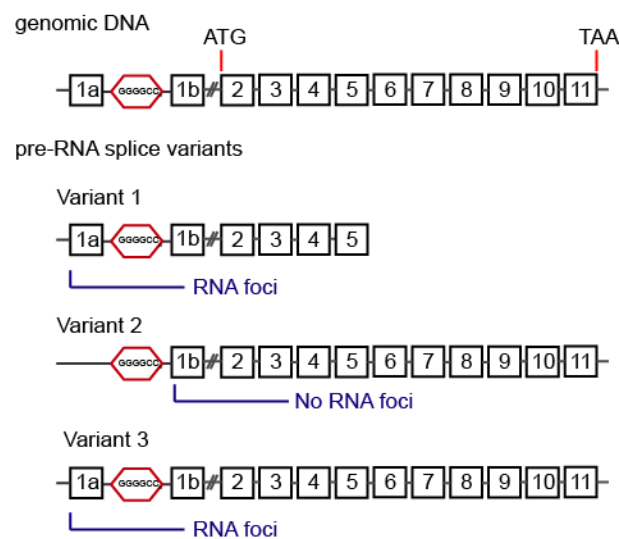 genomic DNA
ATG TAA
1a GGGGCC 1b 2 3 4 5 6 7 8 9 10 11
pre-RNA splice variants
Variant 1
1a GGGGCC 1b 2 3 4 5
RNA foci
Variant 2
GGGGCC 1b 2 3 4 5 6 7 8 9 10 11
No RNA foci
Variant 3
1a GGGGCC 1b 2 3 4 5 6 7 8 9 10 11
RNA foci